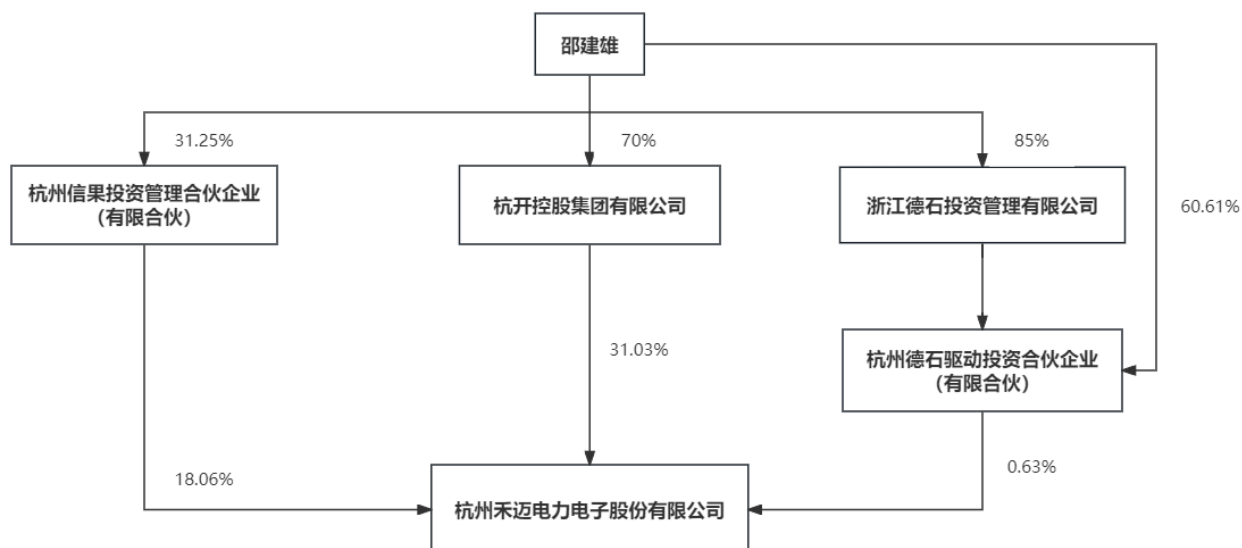 邵建雄
31.25%
70%
85%
杭州信果投资管理合伙企业
（有限合伙）
杭开控股集团有限公司
浙江德石投资管理有限公司
60.61%
31.03%
杭州德石驱动投资合伙企业
（有限合伙）
18.06%
0.63%
杭州禾迈电力电子股份有限公司